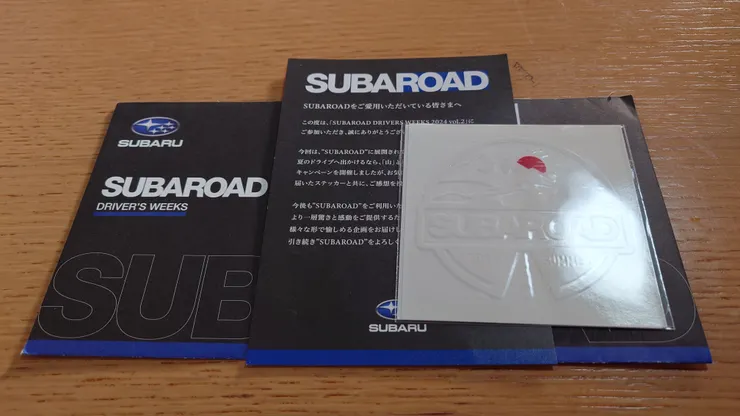 SUBARU
SUBAROAD
DRIVER'S WEEKS
SUB
SUBAROAD
SUBAROADをご愛用いただいている皆さまへ
この度は、「SUBAROAD DRIVER'S WEEKS 2024 vol.2」に
ご参加いただき、誠にありがとうござ
今回は、"SUBAROAD"に展開され
夏のドライブへ出かけるなら、「山」
キャンペーンを開催しましたが、お気
届いたステッカーと共に、ご感想を
今後も"SUBAROAD"をご利用いた
より一層驚きと感動をご提供するた
様々な形で愉しめる企画をお届けし
引き続き"SUBAROAD"をよろしく
SUBARU
SUBAROAD
D